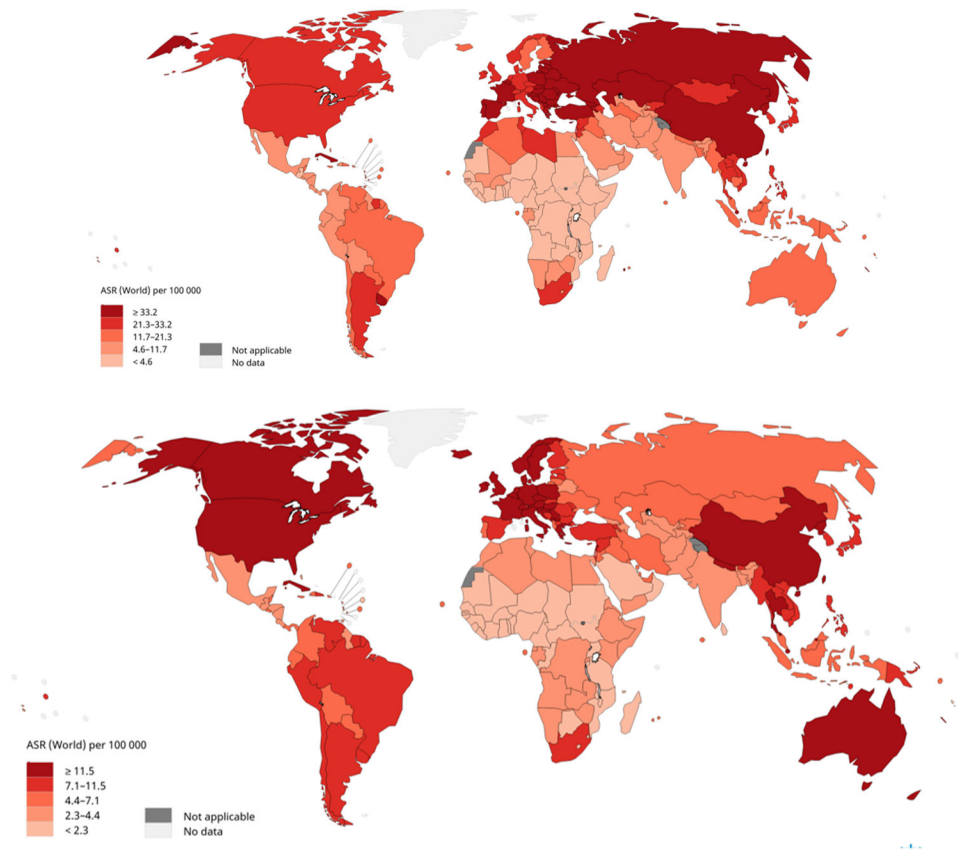 ASR (World) per 100 000
≥ 33.2
21.3–33.2
11.7–21.3
4.6–11.7
< 4.6
Not applicable
No data
ASR (World) per 100 000
≥ 11.5
7.1–11.5
4.4–7.1
2.3–4.4
< 2.3
Not applicable
No data